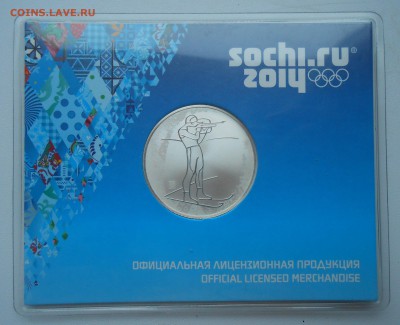 COINS.LAVE.RU
sochi.ru
2014
ОФИЦИАЛЬНАЯ ЛИЦЕНЗИОННАЯ ПРОДУКЦИЯ
OFFICIAL LICENSED MERCHANDISE